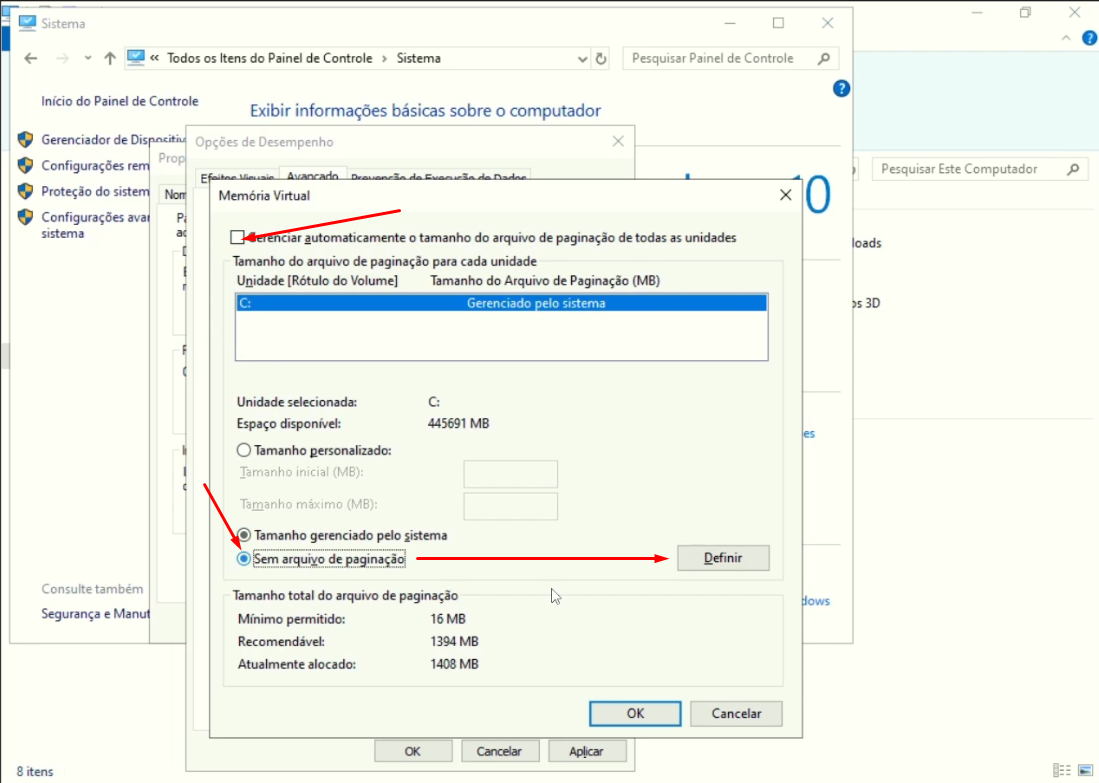 Sistema
« Todos os Itens do Painel de Controle › Sistema
Pesquisar Painel de Controle
Início do Painel de Controle
Exibir informações básicas sobre o computador
Gerenciador de Dispositiv
Configurações rem
Proteção do sistem
Configurações avar
sistema
Consulte também
Segurança e Manut
Prop
Nom
Opções de Desempenho
Efeitos Visuais
Avançado
Prevenção de Execução de Dados
10
Pesquisar Este Computador
loads
os 3D
es
dows
Memória Virtual
Gerenciar automaticamente o tamanho do arquivo de paginação de todas as unidades
Tamanho do arquivo de paginação para cada unidade
Unidade [Rótulo do Volume] Tamanho do Arquivo de Paginação (MB)
C: Gerenciado pelo sistema
Unidade selecionada: C:
Espaço disponível: 445691 MB
Tamanho personalizado:
Tamanho inicial (MB):
Tamanho máximo (MB):
Tamanho gerenciado pelo sistema
Sem arquivo de paginação
Definir
Tamanho total do arquivo de paginação
Mínimo permitido: 16 MB
Recomendável: 1394 MB
Atualmente alocado: 1408 MB
OK Cancelar
OK Cancelar Aplicar
8 itens